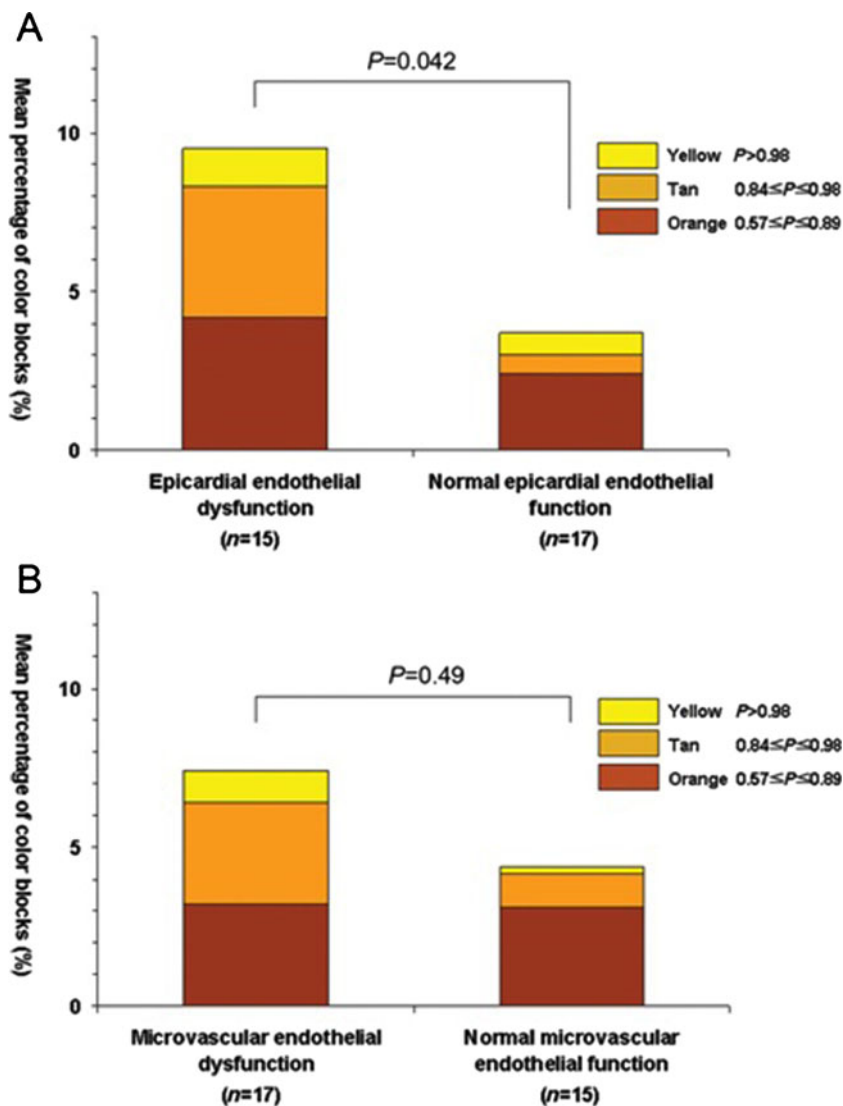 A
Mean percentage of color blocks (%)
10
5
0
P=0.042
Yellow P>0.98
Tan 0.84≤P≤0.98
Orange 0.57≤P≤0.89
Epicardial endothelial
dysfunction
(n=15)
Normal epicardial endothelial
function
(n=17)
B
Mean percentage of color blocks (%)
10
5
0
P=0.49
Yellow P>0.98
Tan 0.84≤P≤0.98
Orange 0.57≤P≤0.89
Microvascular endothelial
dysfunction
(n=17)
Normal microvascular
endothelial function
(n=15)